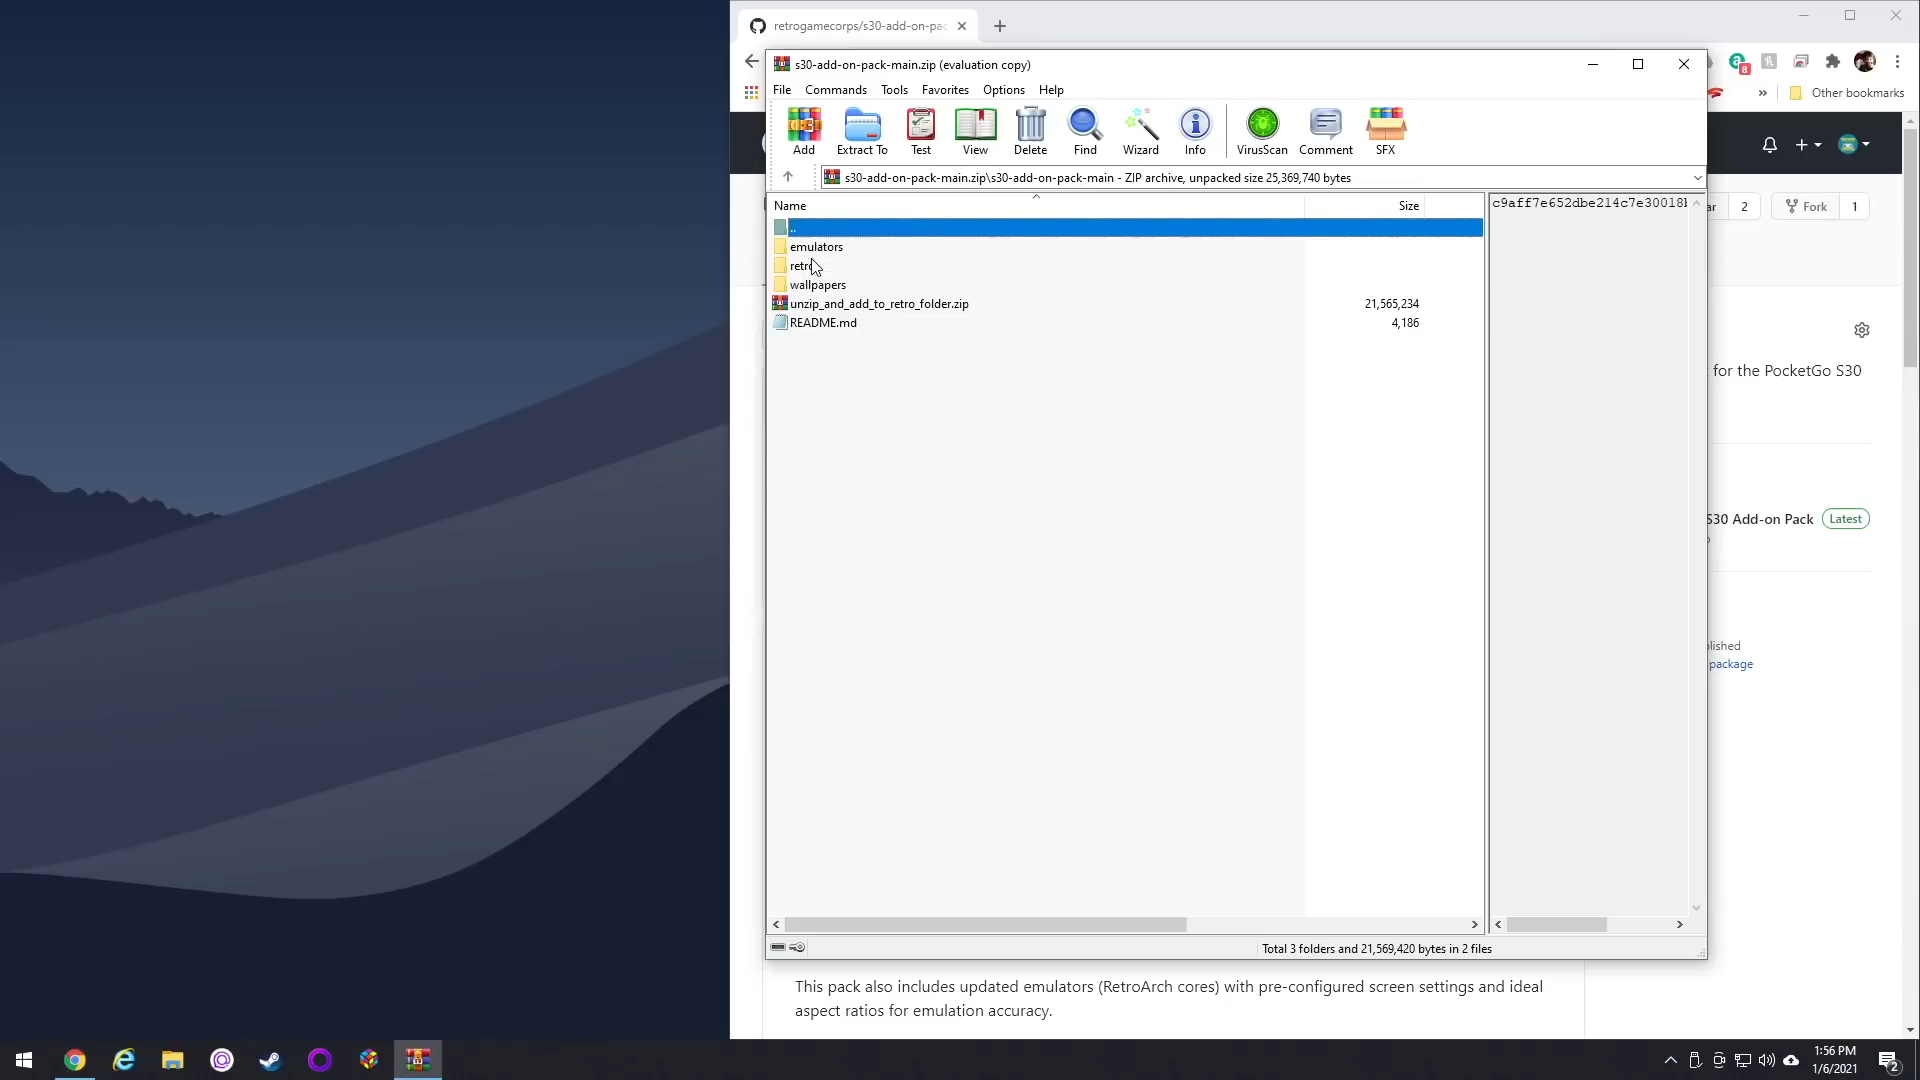 retrogamecorps/s30-add-on-pac
s30-add-on-pack-main.zip (evaluation copy)
File Commands Tools Favorites Options Help
8
» Other bookmarks
Add Extract To Test View Delete Find Wizard Info VirusScan Comment SFX
s30-add-on-pack-main.zip\s30-add-on-pack-main - ZIP archive, unpacked size 25,369,740 bytes
Name Size
c9aff7e652dbe214c7e30018
ar 2 Fork 1
..
emulators
retro
wallpapers
unzip_and_add_to_retro_folder.zip 21,565,234
README.md 4,186
for the PocketGo S30
S30 Add-on Pack Latest
lished
package
Total 3 folders and 21,569,420 bytes in 2 files
This pack also includes updated emulators (RetroArch cores) with pre-configured screen settings and ideal
aspect ratios for emulation accuracy.
1:56 PM
1/6/2021
2